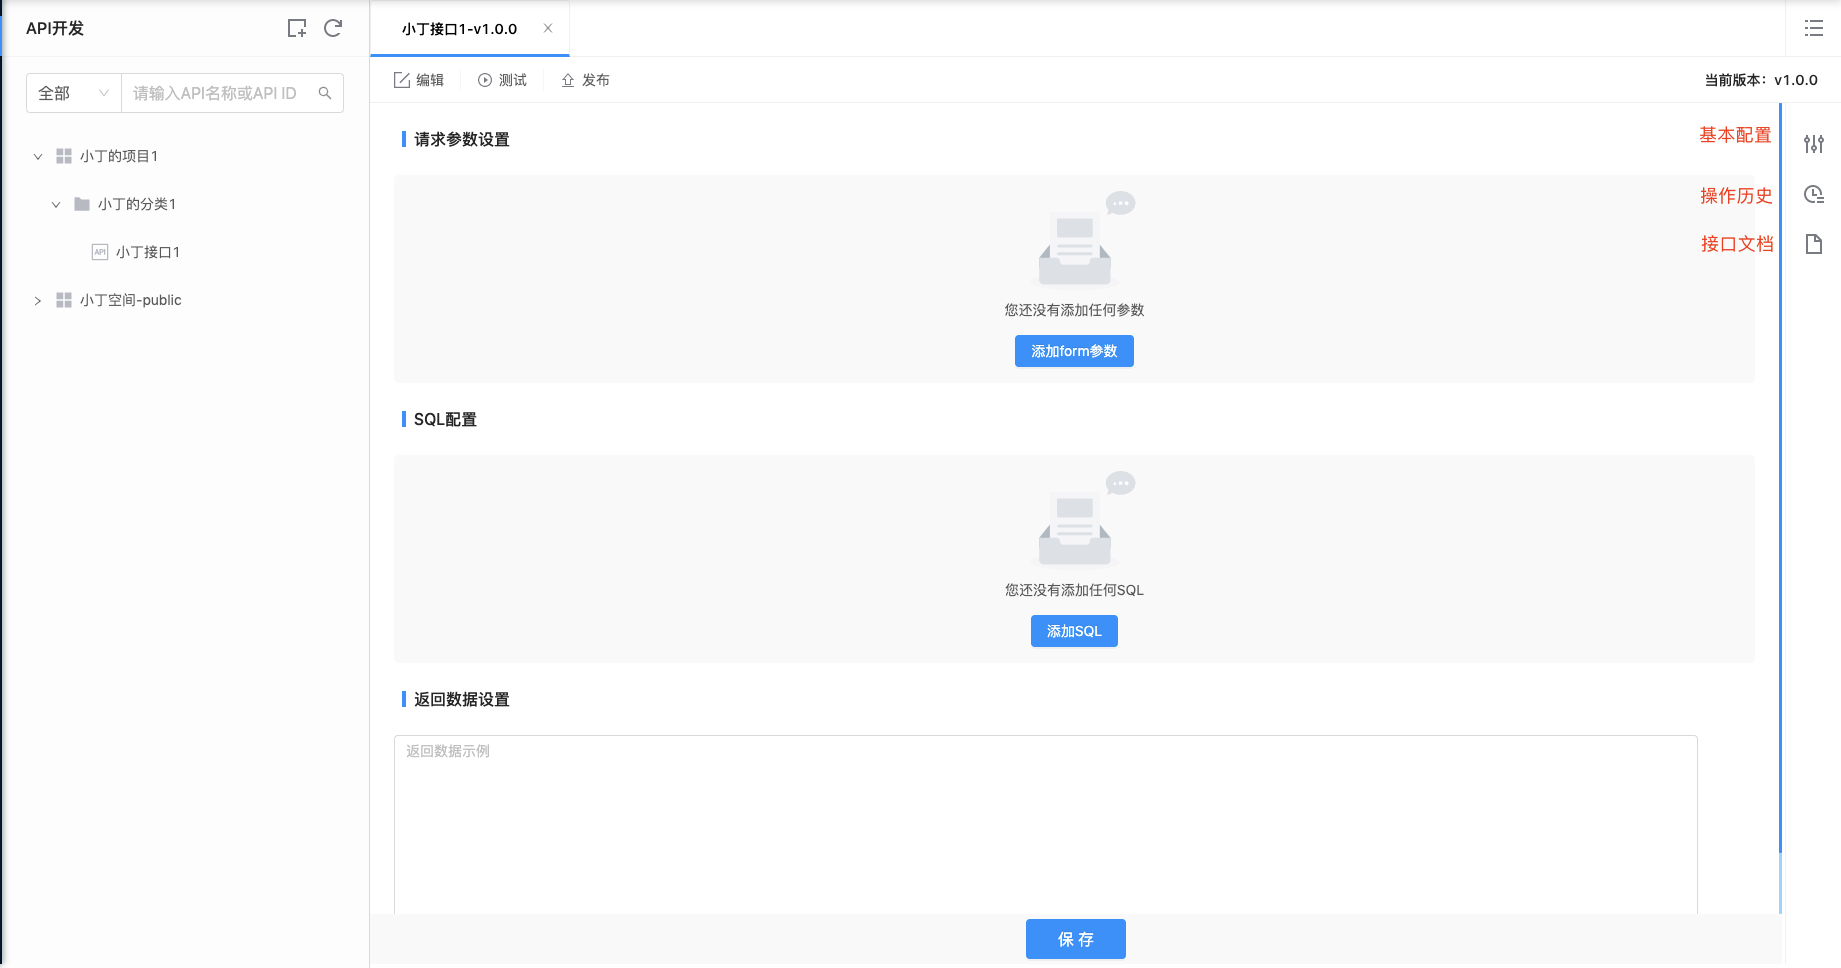 API开发
小丁接口1-v1.0.0
编辑
测试
发布
当前版本：v1.0.0
全部
请输入API名称或API ID
小丁的项目1
小丁的分类1
API
小丁接口1
小丁空间-public
请求参数设置
基本配置
操作历史
接口文档
您还没有添加任何参数
添加form参数
SQL配置
您还没有添加任何SQL
添加SQL
返回数据设置
返回数据示例
保 存